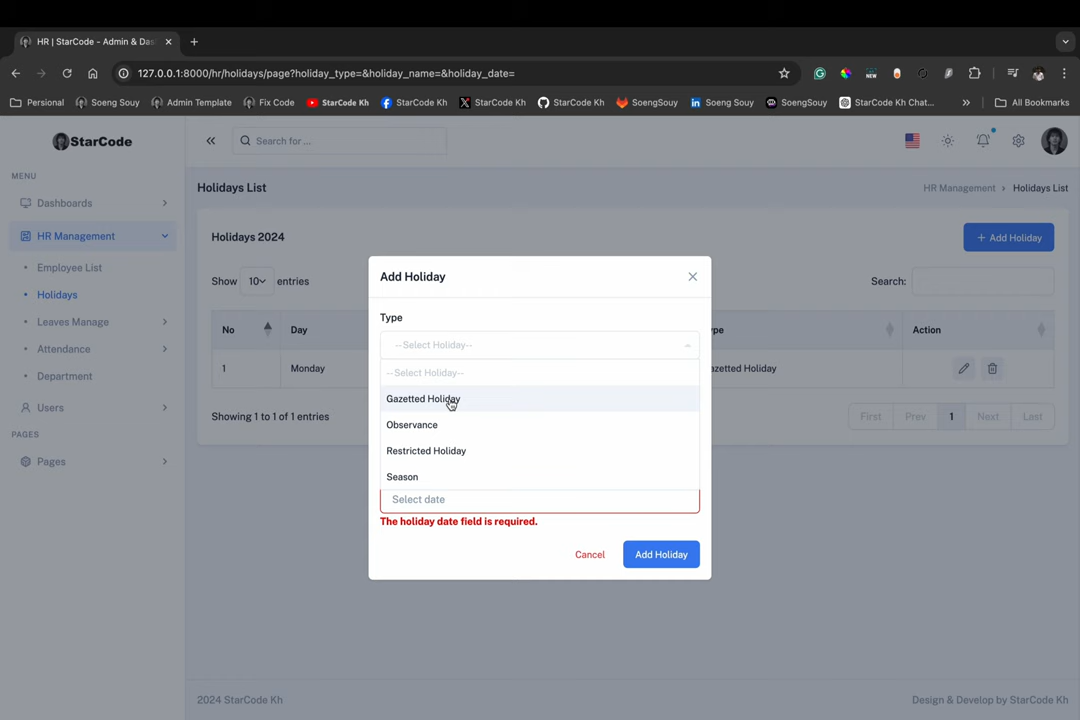 HR | StarCode - Admin & Das
127.0.0.1:8000/hr/holidays/page?holiday_type=&holiday_name=&holiday_date=
NEW
Personal
Soeng Souy
Admin Template
Fix Code
StarCode Kh
StarCode Kh
StarCode Kh
StarCode Kh
SoengSouy
Soeng Souy
SoengSouy
StarCode Kh Chat...
All Bookmarks
StarCode
Search for ...
MENU
Dashboards
HR Management
Employee List
Holidays
Leaves Manage
Attendance
Department
Users
PAGES
Pages
Holidays List
HR Management
Holidays List
Holidays 2024
+ Add Holiday
Show 10 entries
Search:
No
Day
ype
Action
1
Monday
azetted Holiday
Showing 1 to 1 of 1 entries
First
Prev
1
Next
Last
Add Holiday
Type
--Select Holiday--
--Select Holiday--
Gazetted Holiday
Observance
Restricted Holiday
Season
Select date
The holiday date field is required.
Cancel
Add Holiday
2024 StarCode Kh
Design & Develop by StarCode Kh